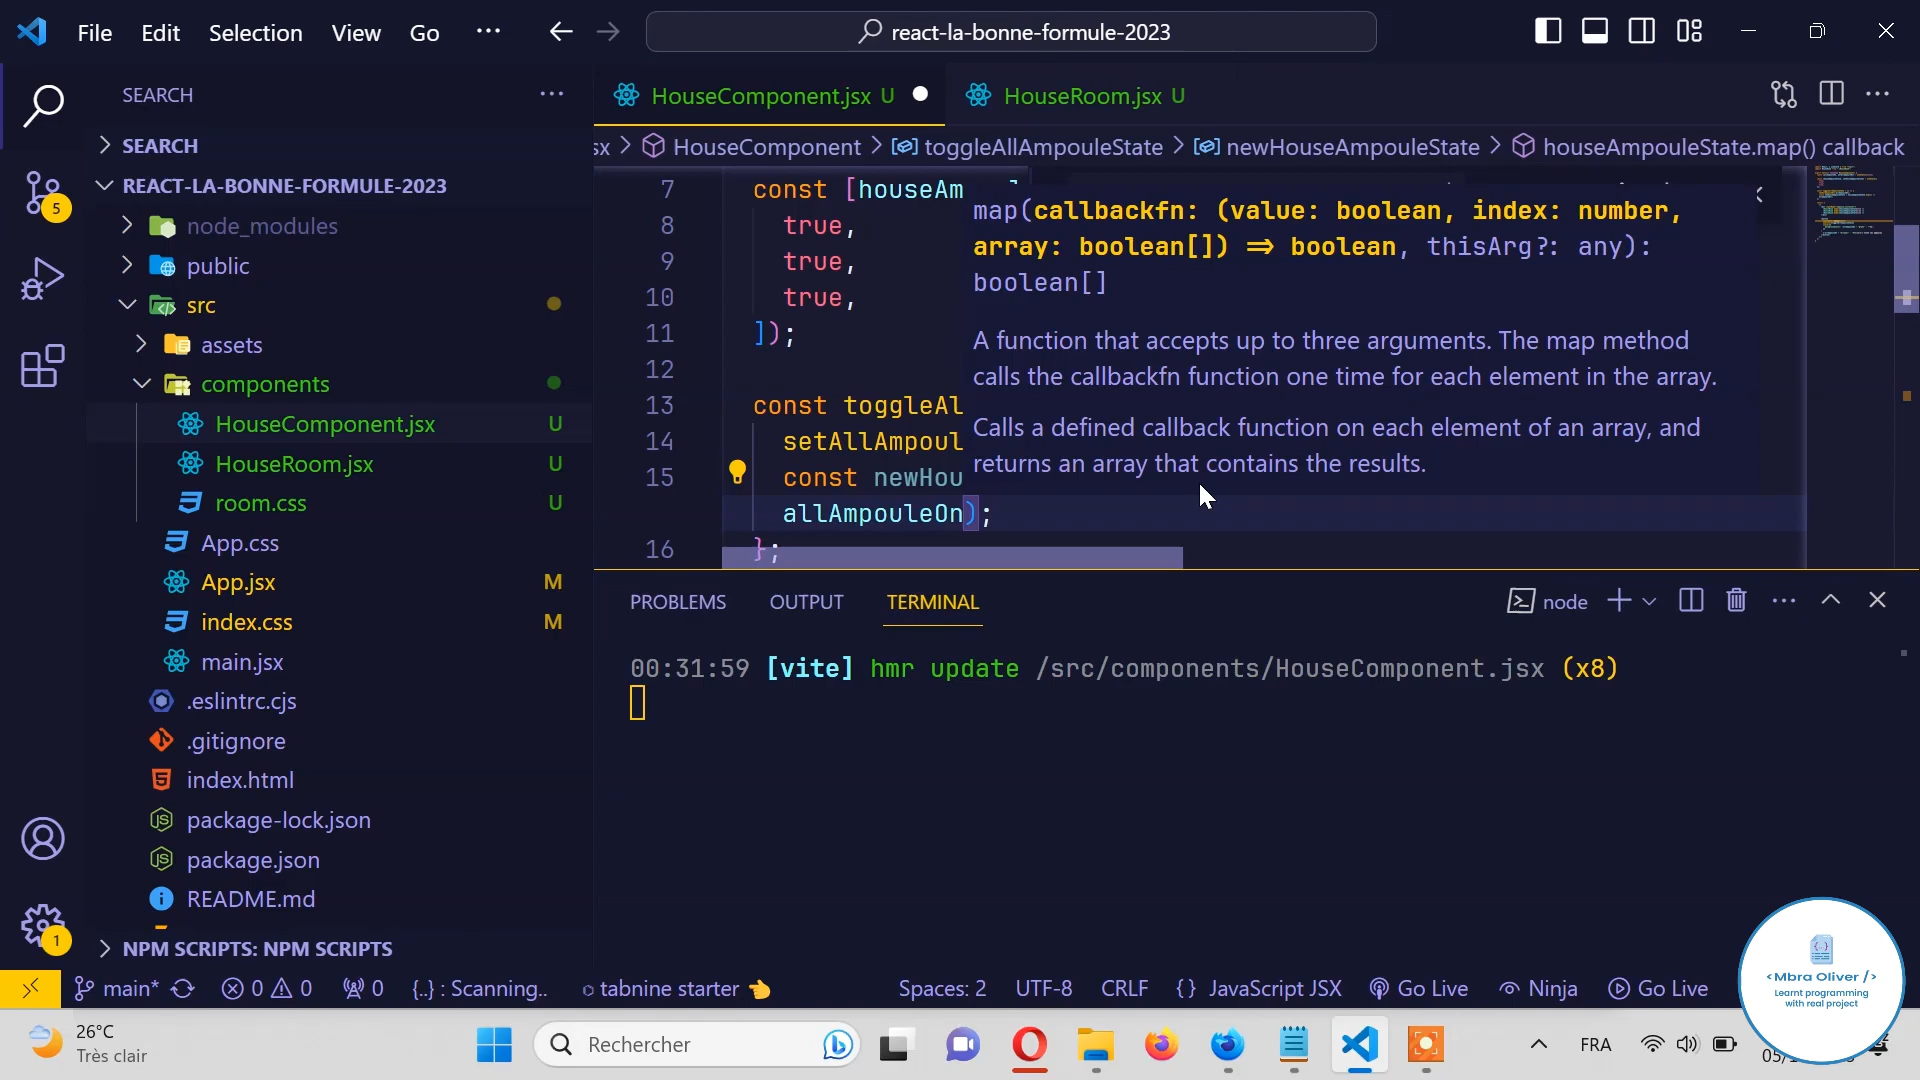 File Edit Selection View Go ...
react-la-bonne-formule-2023
SEARCH
SEARCH
REACT-LA-BONNE-FORMULE-2023
node_modules
public
src
assets
components
HouseComponent.jsx U
HouseRoom.jsx U
room.css U
App.css
App.jsx M
index.css M
main.jsx
.eslintrc.cjs
.gitignore
index.html
package-lock.json
package.json
README.md
NPM SCRIPTS: NPM SCRIPTS
5
1
HouseComponent.jsx U
HouseRoom.jsx U
sx > HouseComponent > toggleAllAmpouleState > newHouseAmpouleState > houseAmpouleState.map() callback
7 const [houseAm
8 true,
9 true,
10 true,
11 ]);
12
13 const toggleAl
14 setAllAmpoul
15 const newHou
allAmpouleOn);
16 };
map(callbackfn: (value: boolean, index: number,
array: boolean[]) => boolean, thisArg?: any):
boolean[]
A function that accepts up to three arguments. The map method
calls the callbackfn function one time for each element in the array.
Calls a defined callback function on each element of an array, and
returns an array that contains the results.
PROBLEMS OUTPUT TERMINAL
node
00:31:59 [vite] hmr update /src/components/HouseComponent.jsx (x8)
main* 0 0 0 {..} : Scanning.. tabnine starter
Spaces: 2 UTF-8 CRLF {} JavaScript JSX Go Live Ninja Go Live
<Mbra Oliver />
Learnt programming
with real project
26°C
Très clair
Rechercher
FRA